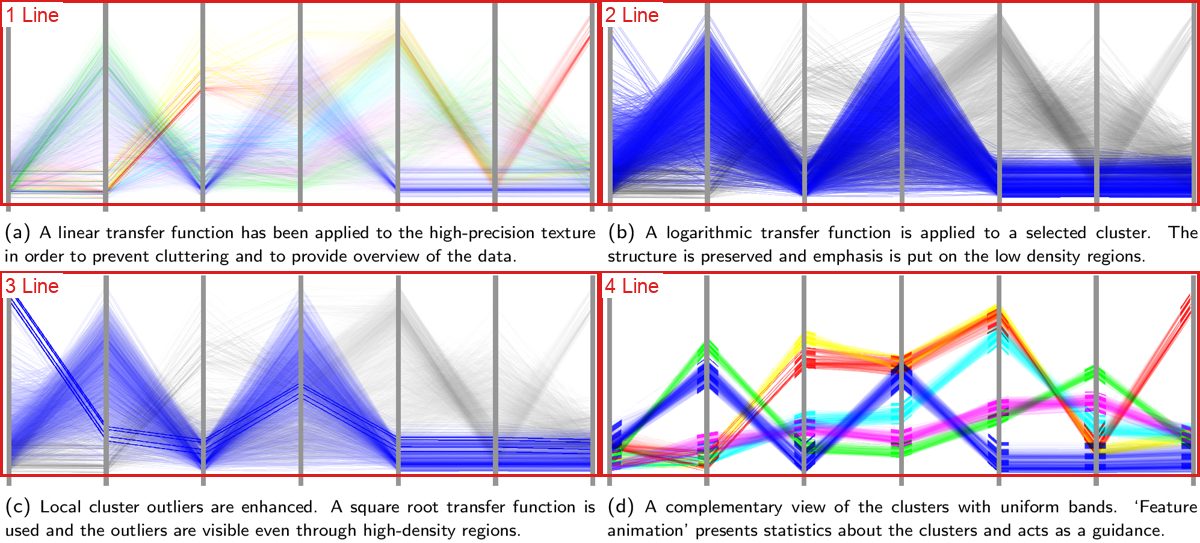 1 Line
2 Line
(a) A linear transfer function has been applied to the high-precision texture
in order to prevent cluttering and to provide overview of the data.
(b) A logarithmic transfer function is applied to a selected cluster. The
structure is preserved and emphasis is put on the low density regions.
3 Line
4 Line
(c) Local cluster outliers are enhanced. A square root transfer function is
used and the outliers are visible even through high-density regions.
(d) A complementary view of the clusters with uniform bands. ‘Feature
animation’ presents statistics about the clusters and acts as a guidance.